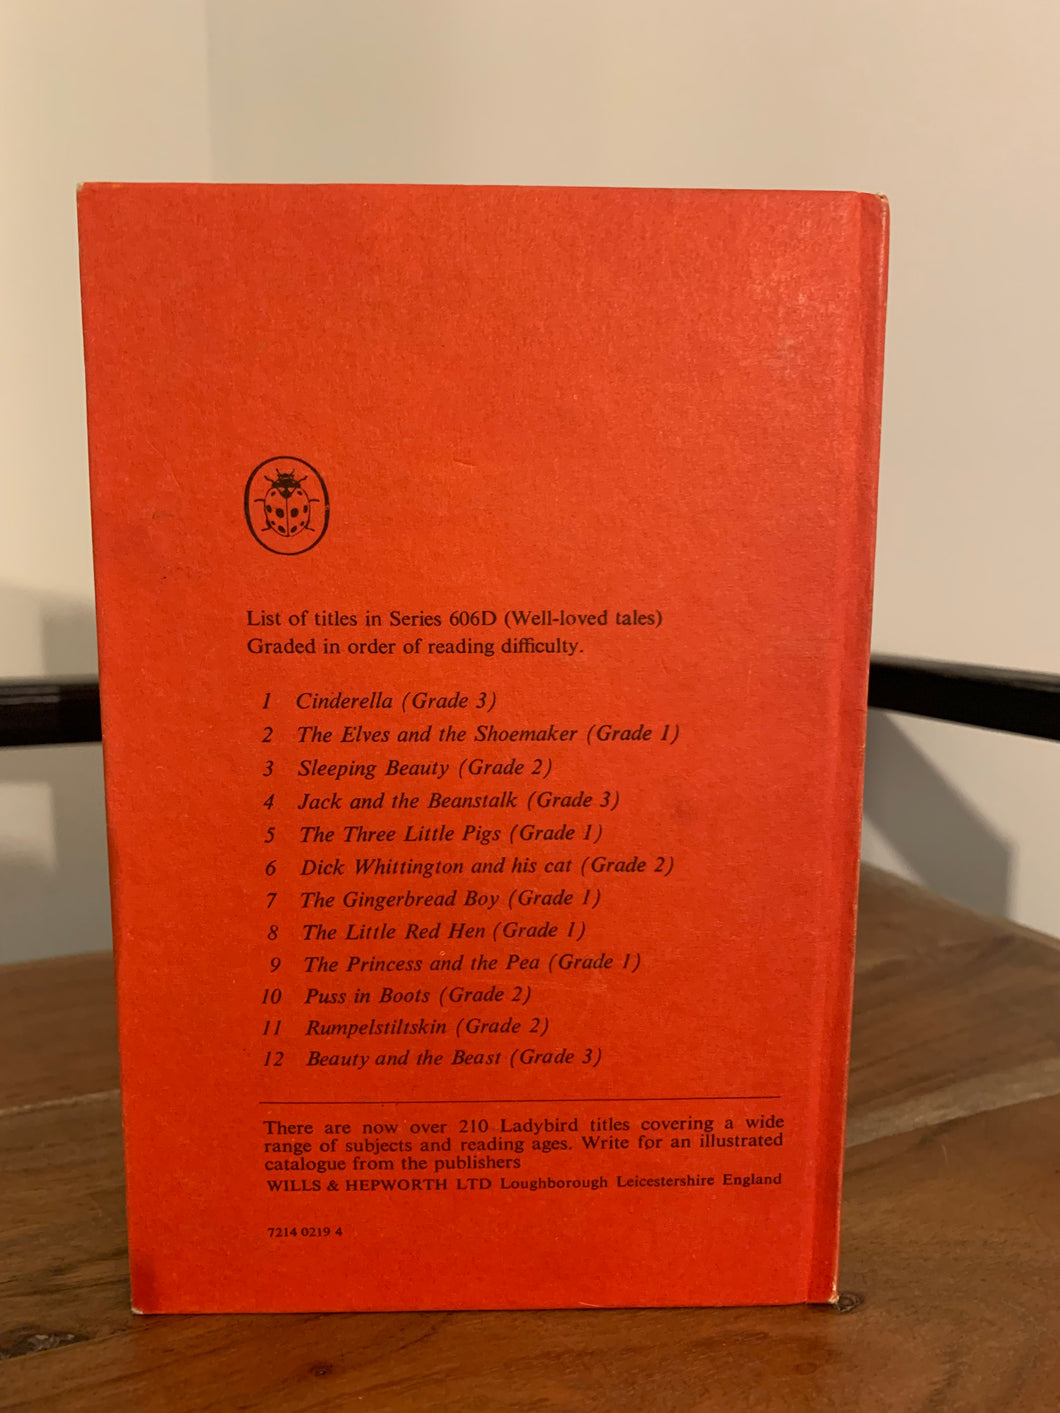 List of titles in Series 606D (Well-loved tales)
Graded in order of reading difficulty.
1 Cinderella (Grade 3)
2 The Elves and the Shoemaker (Grade 1)
3 Sleeping Beauty (Grade 2)
4 Jack and the Beanstalk (Grade 3)
5 The Three Little Pigs (Grade 1)
6 Dick Whittington and his cat (Grade 2)
7 The Gingerbread Boy (Grade 1)
8 The Little Red Hen (Grade 1)
9 The Princess and the Pea (Grade 1)
10 Puss in Boots (Grade 2)
11 Rumpelstiltskin (Grade 2)
12 Beauty and the Beast (Grade 3)
There are now over 210 Ladybird titles covering a wide
range of subjects and reading ages. Write for an illustrated
catalogue from the publishers
WILLS & HEPWORTH LTD Loughborough Leicestershire England
7214 0219 4